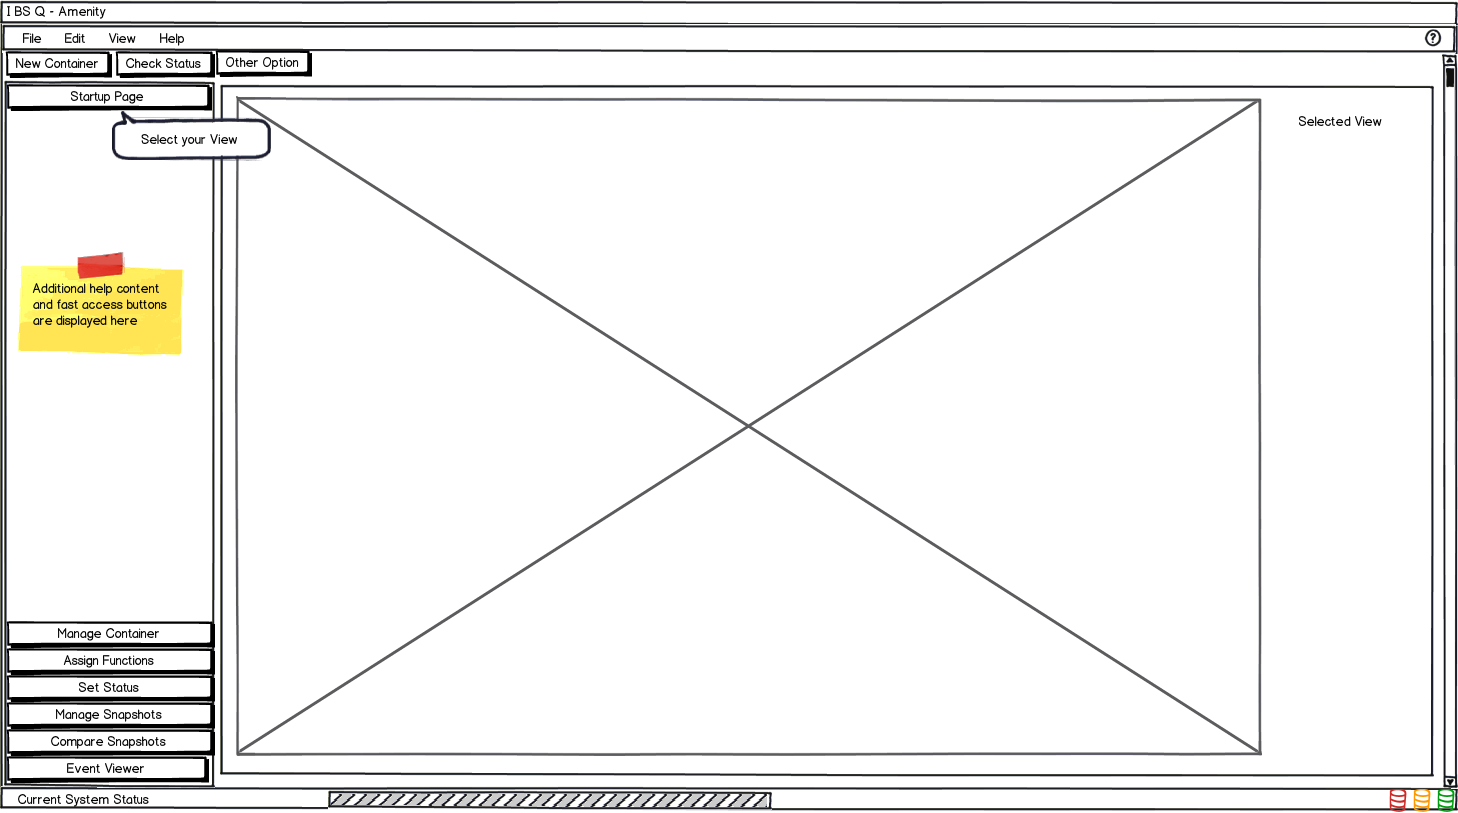 I BS Q - Amenity
File Edit View Help ?
New Container Check Status Other Option
Startup Page
Selected View
Select your View
Additional help content
and fast access buttons
are displayed here
Manage Container
Assign Functions
Set Status
Manage Snapshots
Compare Snapshots
Event Viewer
Current System Status